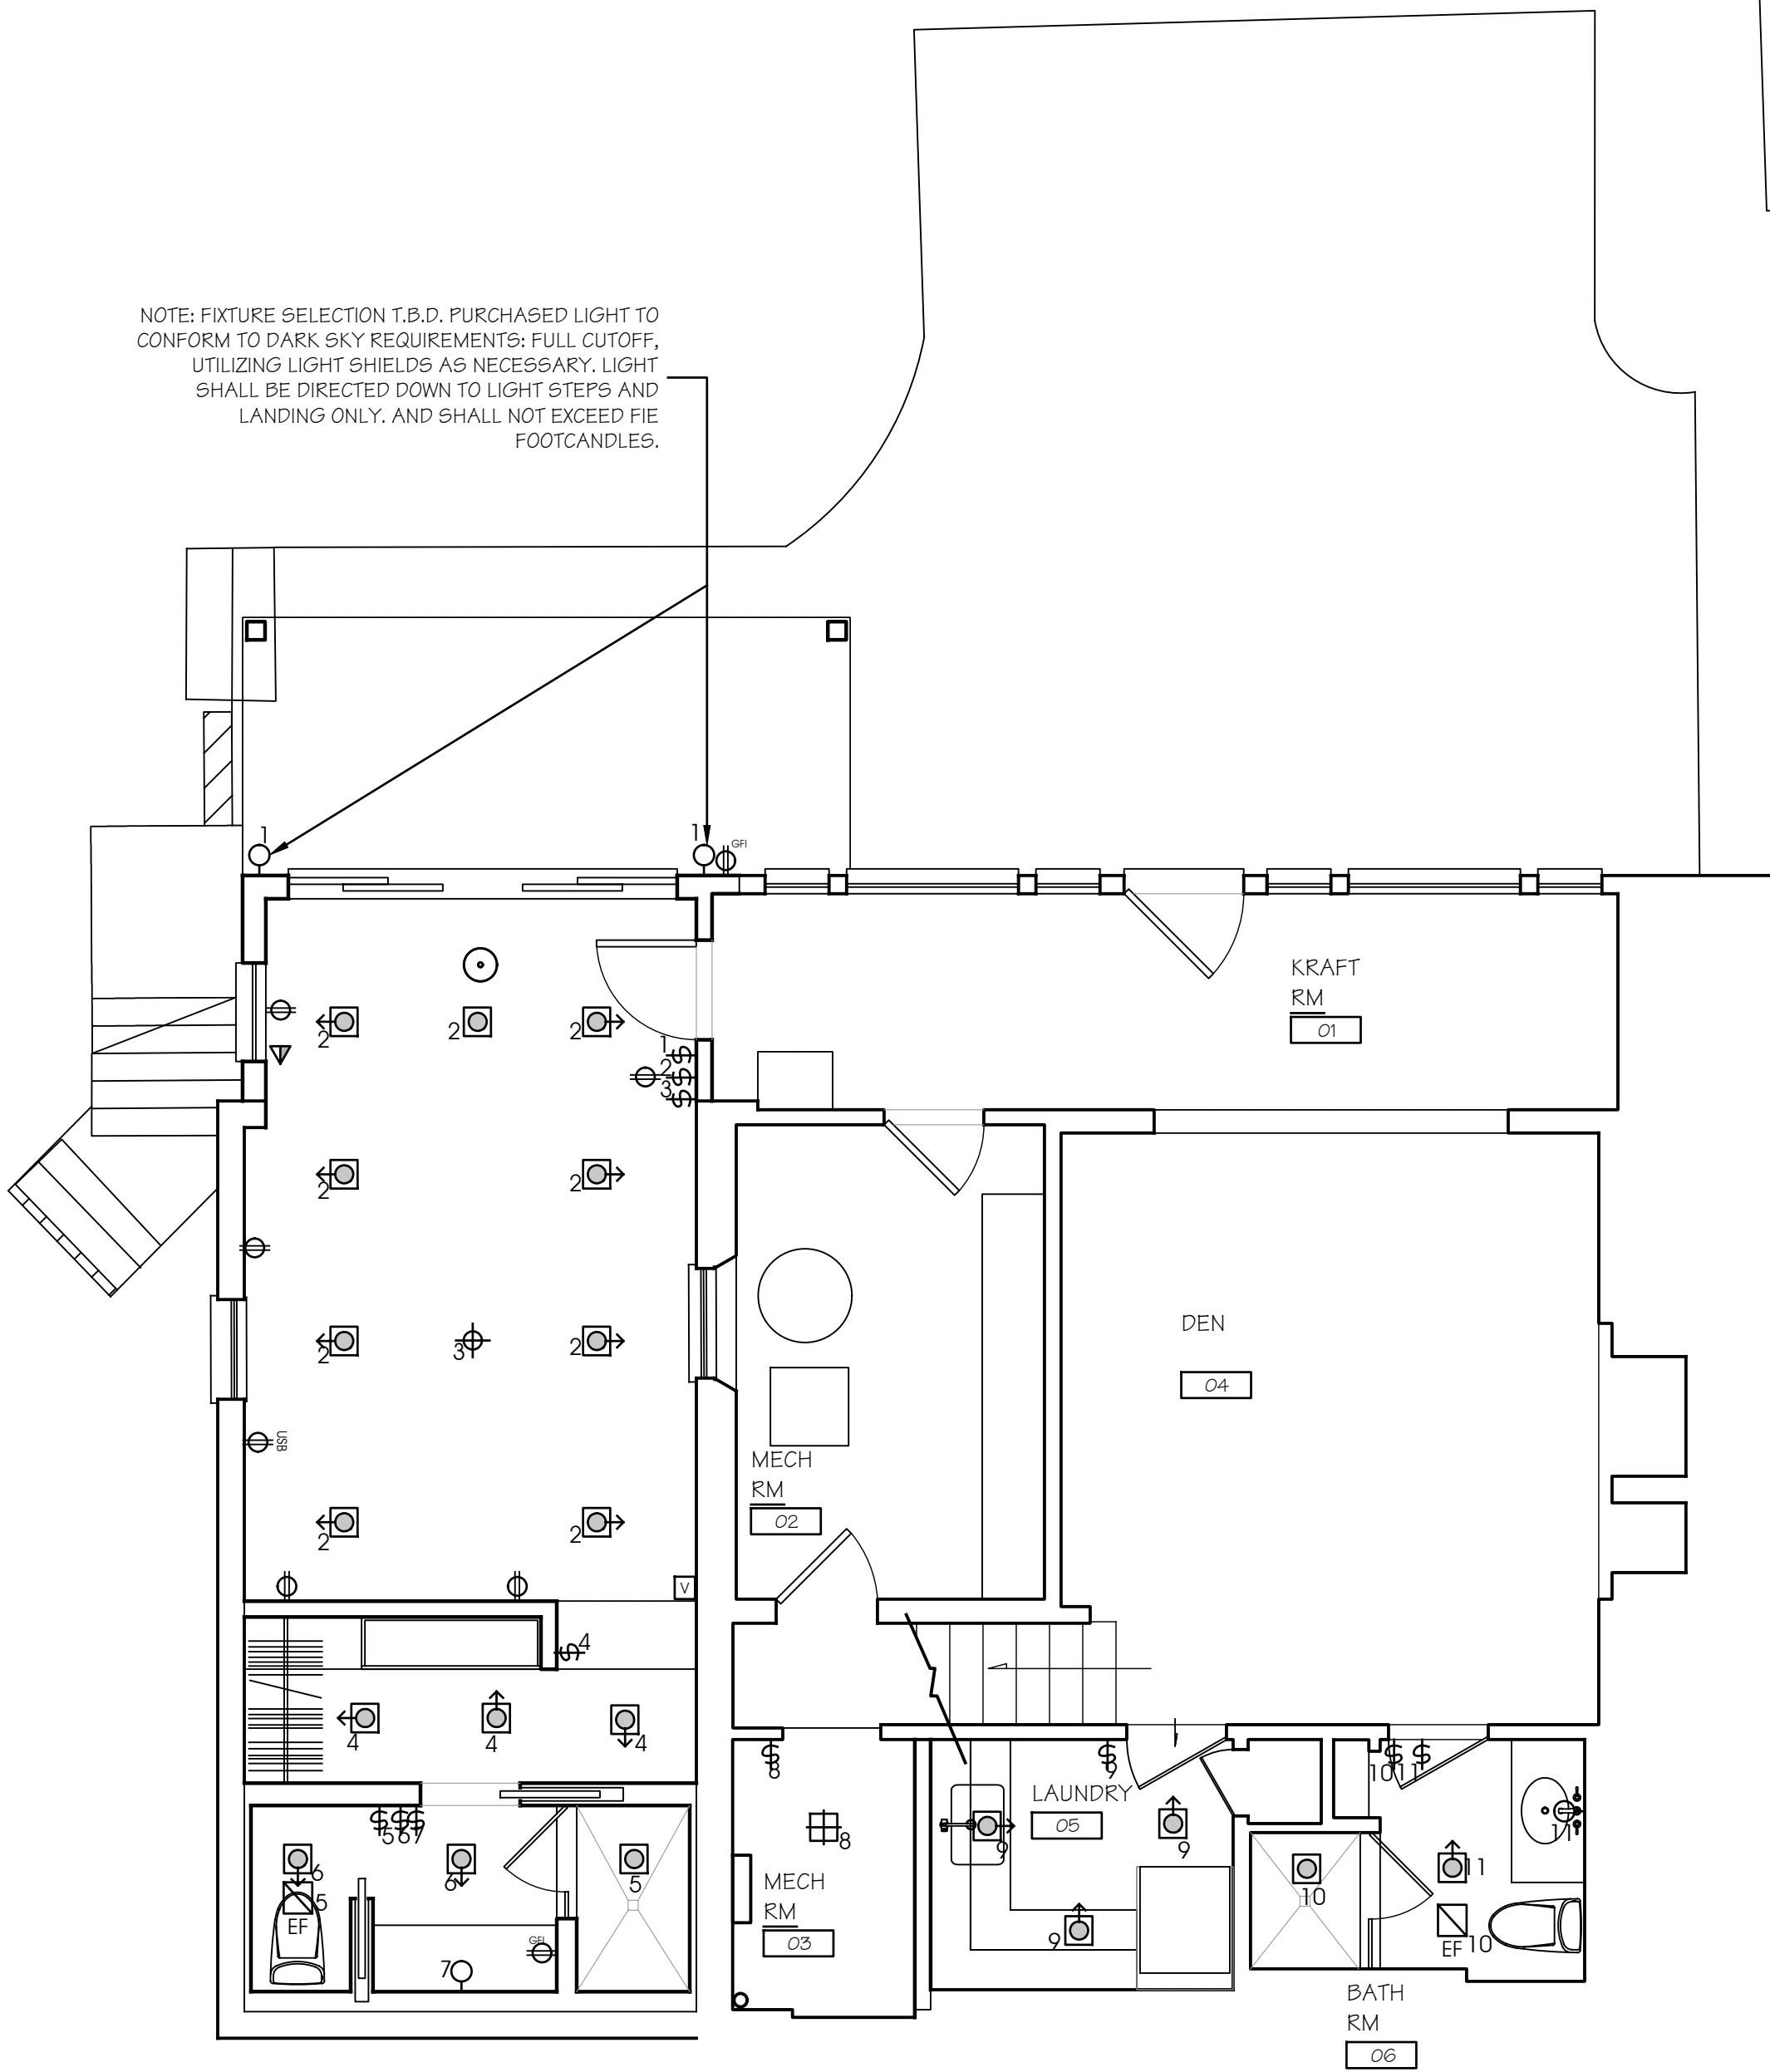 NOTE: FIXTURE SELECTION T.B.D. PURCHASED LIGHT TO
CONFORM TO DARK SKY REQUIREMENTS: FULL CUTOFF,
UTILIZING LIGHT SHIELDS AS NECESSARY. LIGHT
SHALL BE DIRECTED DOWN TO LIGHT STEPS AND
LANDING ONLY. AND SHALL NOT EXCEED FIE
FOOTCANDLES.
1
1
GFI
KRAFT
RM
01
2
2
2
1 $
2 $
3 $
2
2
DEN
04
2
3
2
USB
MECH
RM
02
2
2
V
$ 4
4
4
4
$ 8
$ 9
$ $
10 11
LAUNDRY
05
$ $ $
5 6 7
8
9
9
11
6
6
5
5
EF
MECH
RM
03
10
11
EF 10
GFI
7
9
BATH
RM
06